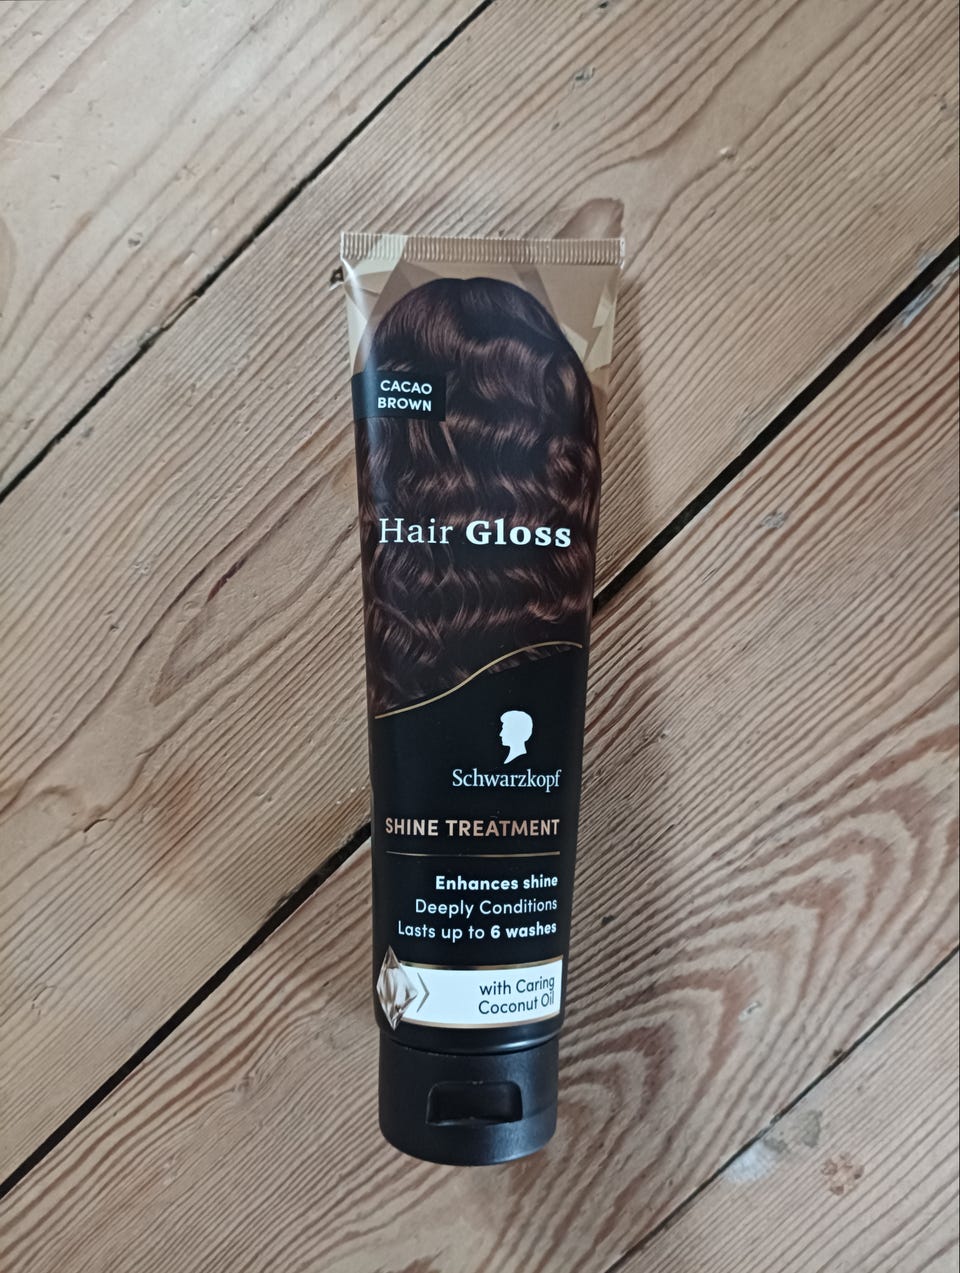 CACAO
BROWN
Hair Gloss
Schwarzkopf
SHINE TREATMENT
Enhances shine
Deeply Conditions
Lasts up to 6 washes
with Caring
Coconut Oil